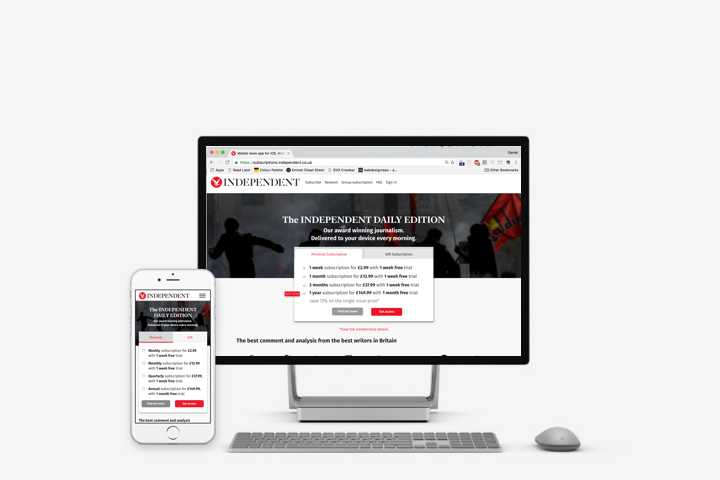 Mobile news app for iOS, And
Daniel
https://subscriptions.independent.co.uk
Apps Read Later Colour Palette Emmet Cheat Sheet SVG Crowbar Other Bookmarks
INDEPENDENT Subscribe Redeem Group subscription FAQ Sign in
The INDEPENDENT DAILY EDITION
Our award winning journalism.
Delivered to your device every morning.
Personal Subscription Gift Subscription
1 week subscription for £2.99 with 1 week free trial
1 month subscription for £12.99 with 1 week free trial
3 months subscription for £37.99 with 1 week free trial
1 year subscription for £149.99 with 1 month free trial
save 72% on the single issue price*
Find out more Get access
*View full membership details
The best comment and analysis from the best writers in Britain
INDEPENDENT
The INDEPENDENT
DAILY EDITION
Our award winning journalism.
Delivered to your device every morning.
Personal Gift
Weekly subscription for £2.99
with 1 week free trial
Monthly subscription for £12.99
with 1 week free trial
Quarterly subscription for £37.99,
with 1 week free trial
Annual subscription for £149.99,
with 1 month free trial
Find out more Get access
The best comment and analysis